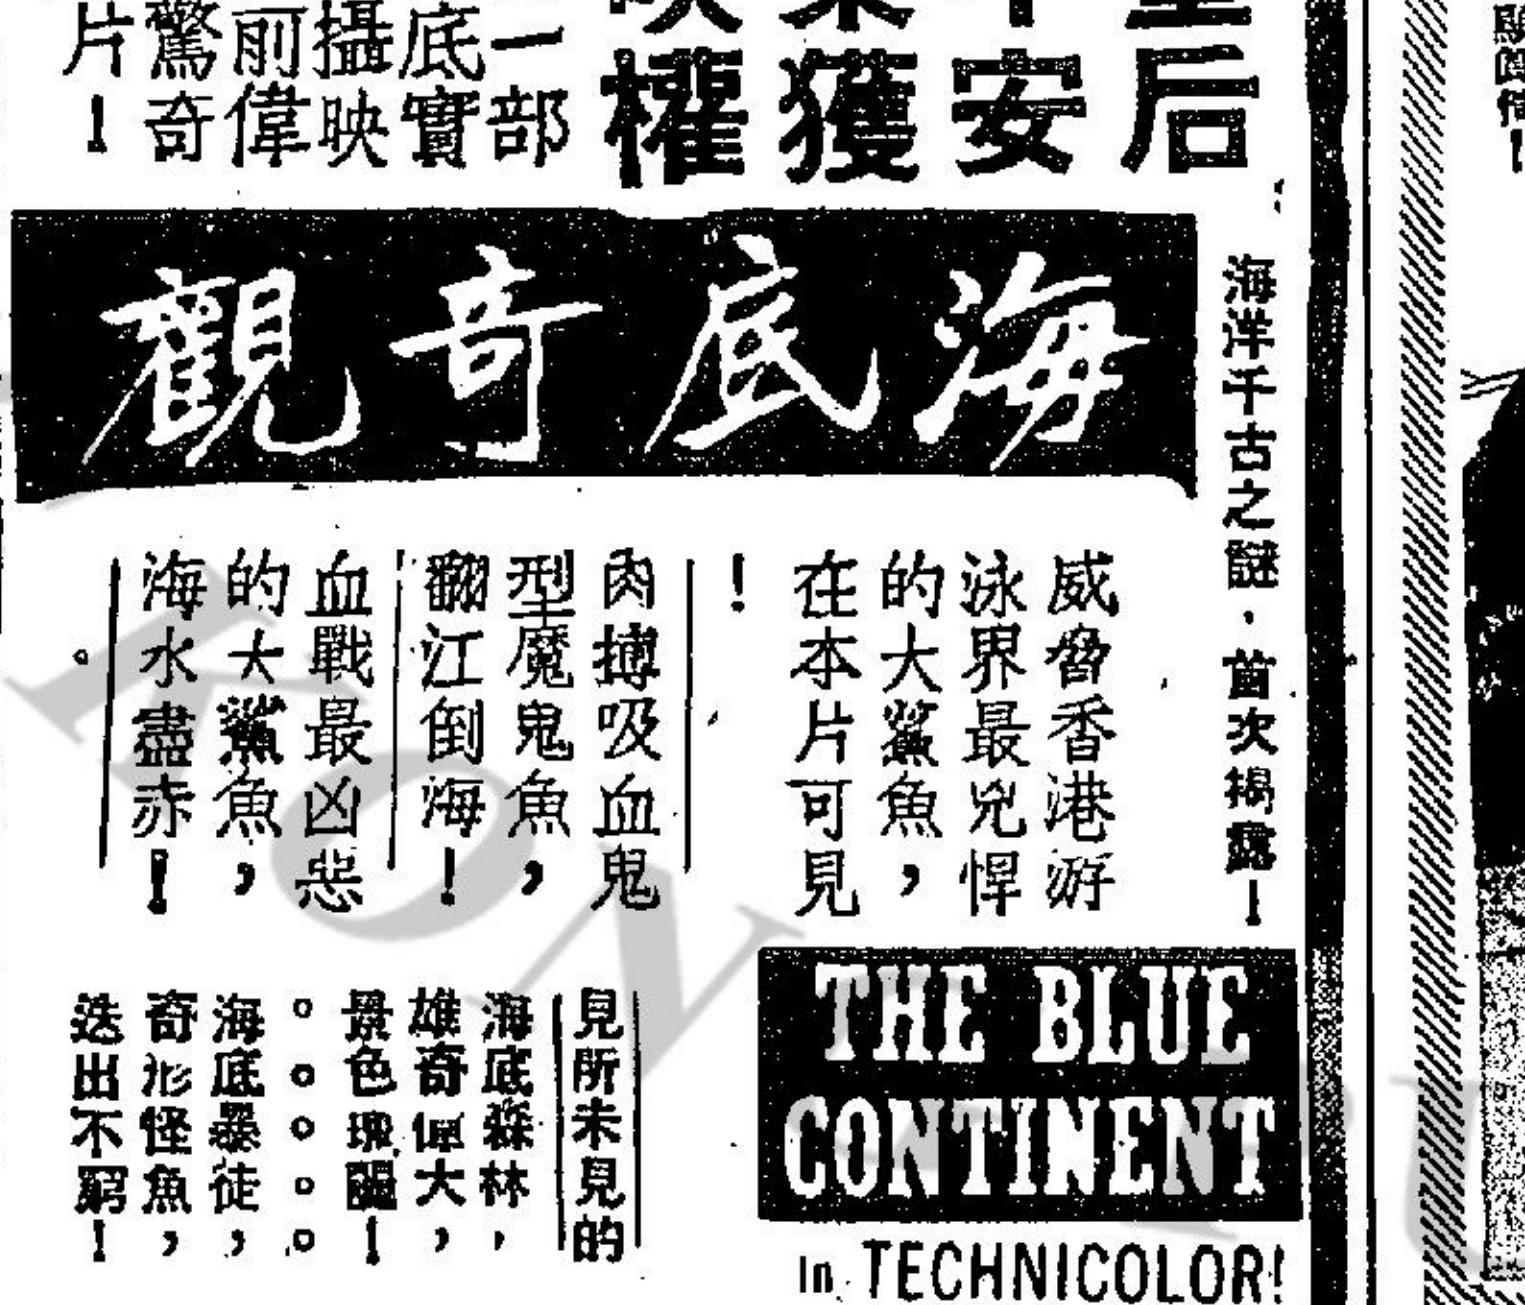 后
安
獲
權
一部
底實
攝映
前偉
驚奇
片！
海底奇觀
海洋千古之謎·首次揭露！
威脅香港游
泳界最兇悍
的大鯊魚，
在本片可見
！
肉搏吸血鬼
型魔鬼魚，
翻江倒海！
血戰最凶惡
的大鯊魚，
海水盡赤！
。
THE BLUE
CONTINENT
In TECHNICOLOR!
見所未見的
海底森林，
雄奇偉大，
景色瑰麗！
。。。。。
海底暴徒，
奇形怪魚，
迭出不窮！
KONG PU